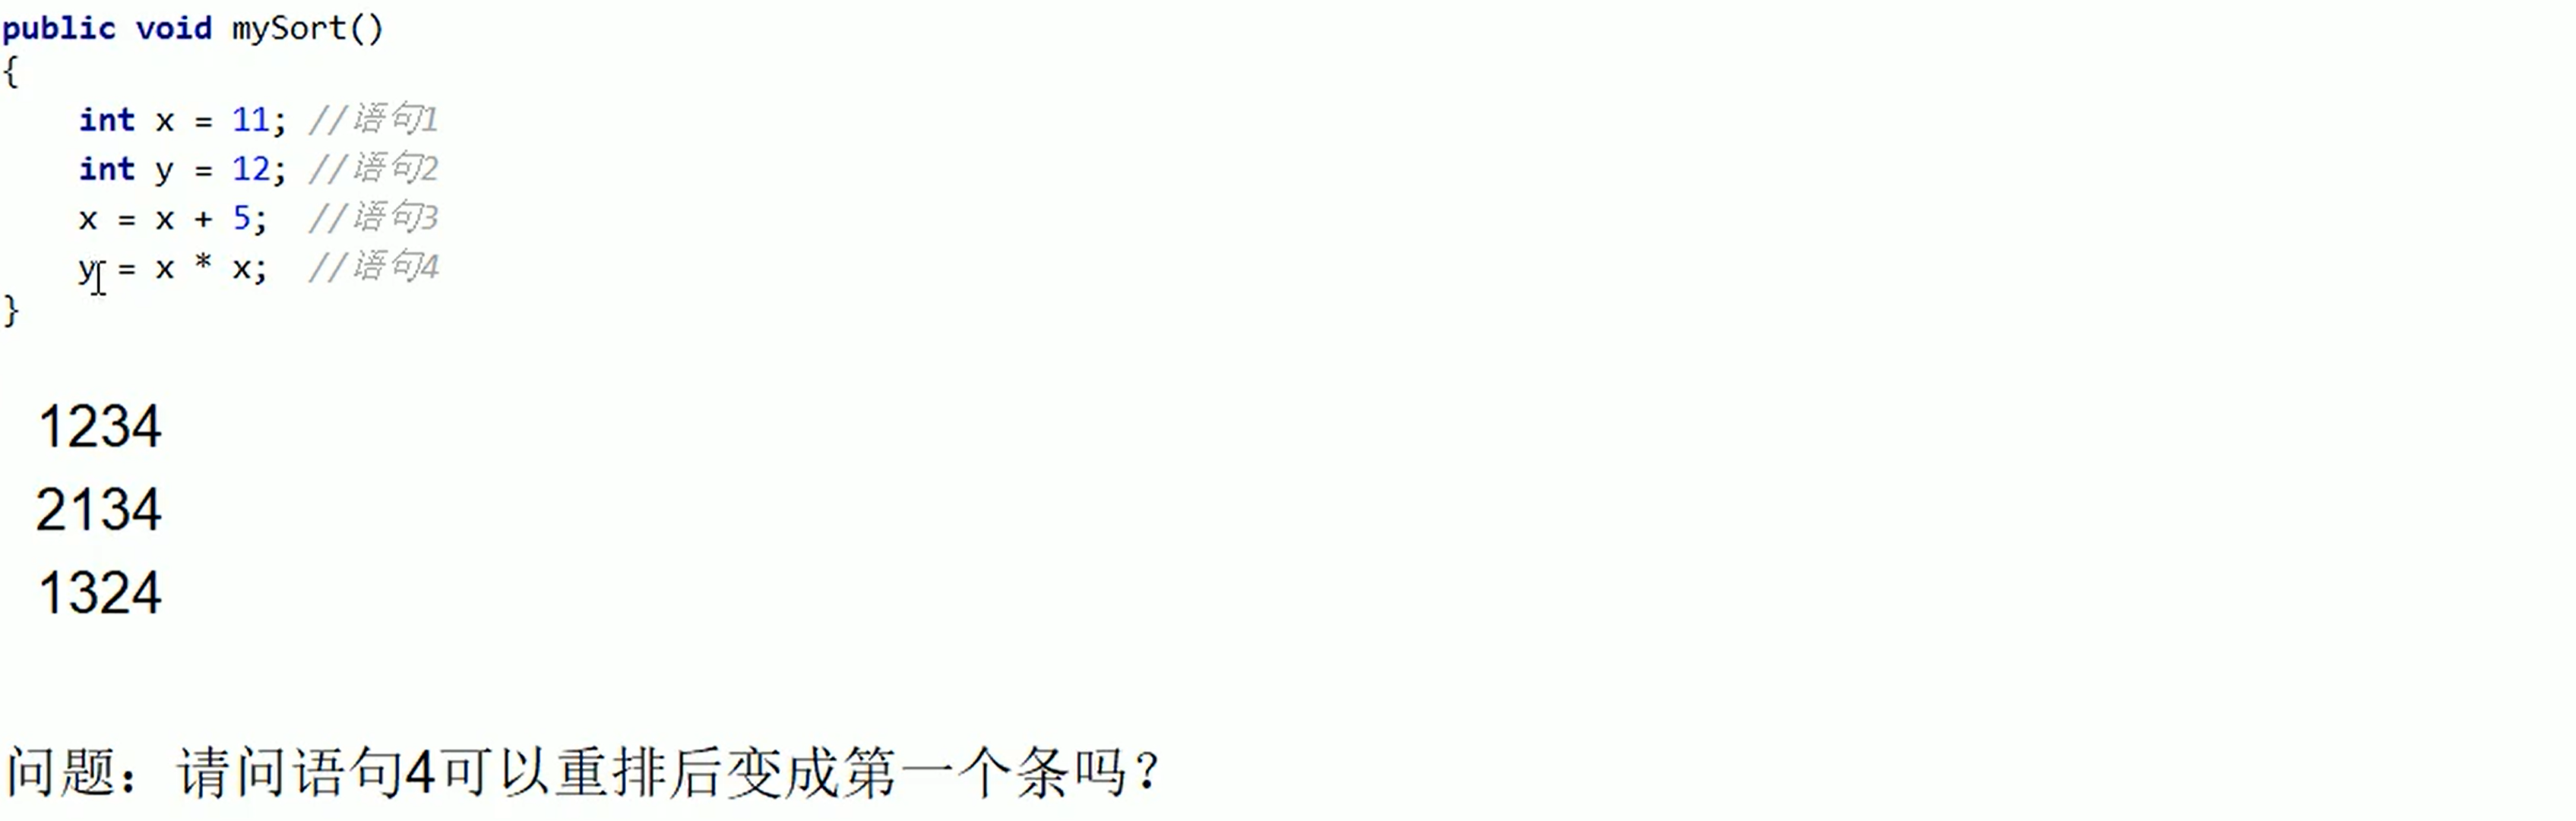 public void mySort()
{
    int x = 11; //语句1
    int y = 12; //语句2
    x = x + 5;  //语句3
    y = x * x;  //语句4
}
1234
2134
1324
问题：请问语句4可以重排后变成第一个条吗？